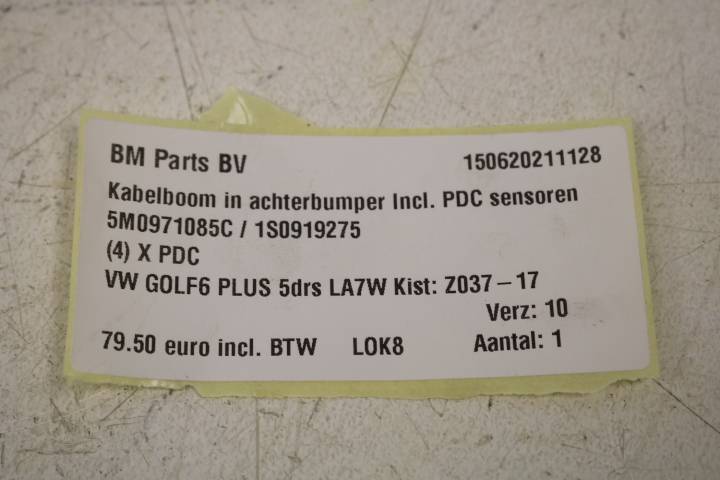 BM Parts BV 150620211128
Kabelboom in achterbumper Incl. PDC sensoren
5M0971085C / 1S0919275
(4) X PDC
VW GOLF6 PLUS 5drs LA7W Kist: Z037-17
Verz: 10
79.50 euro incl. BTW LOK8 Aantal: 1